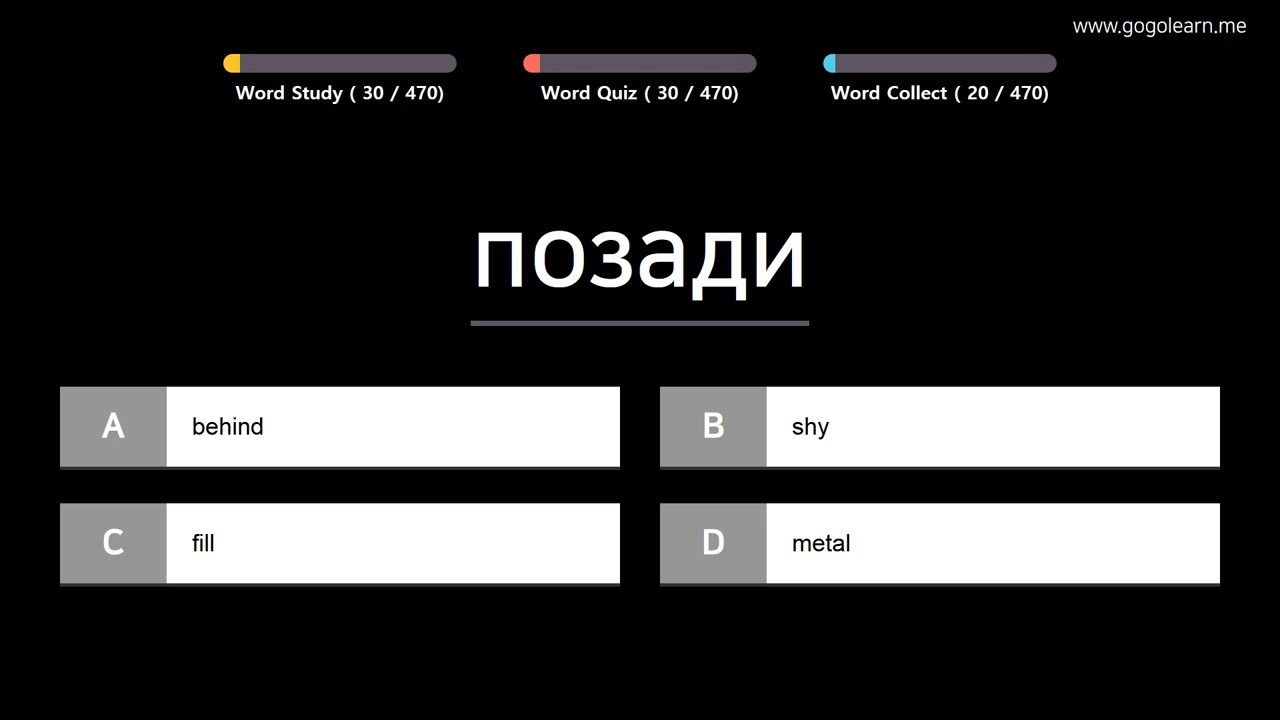 www.gogolearn.me
Word Study ( 30 / 470)
Word Quiz ( 30 / 470)
Word Collect ( 20 / 470)
позади
A behind
B shy
C fill
D metal